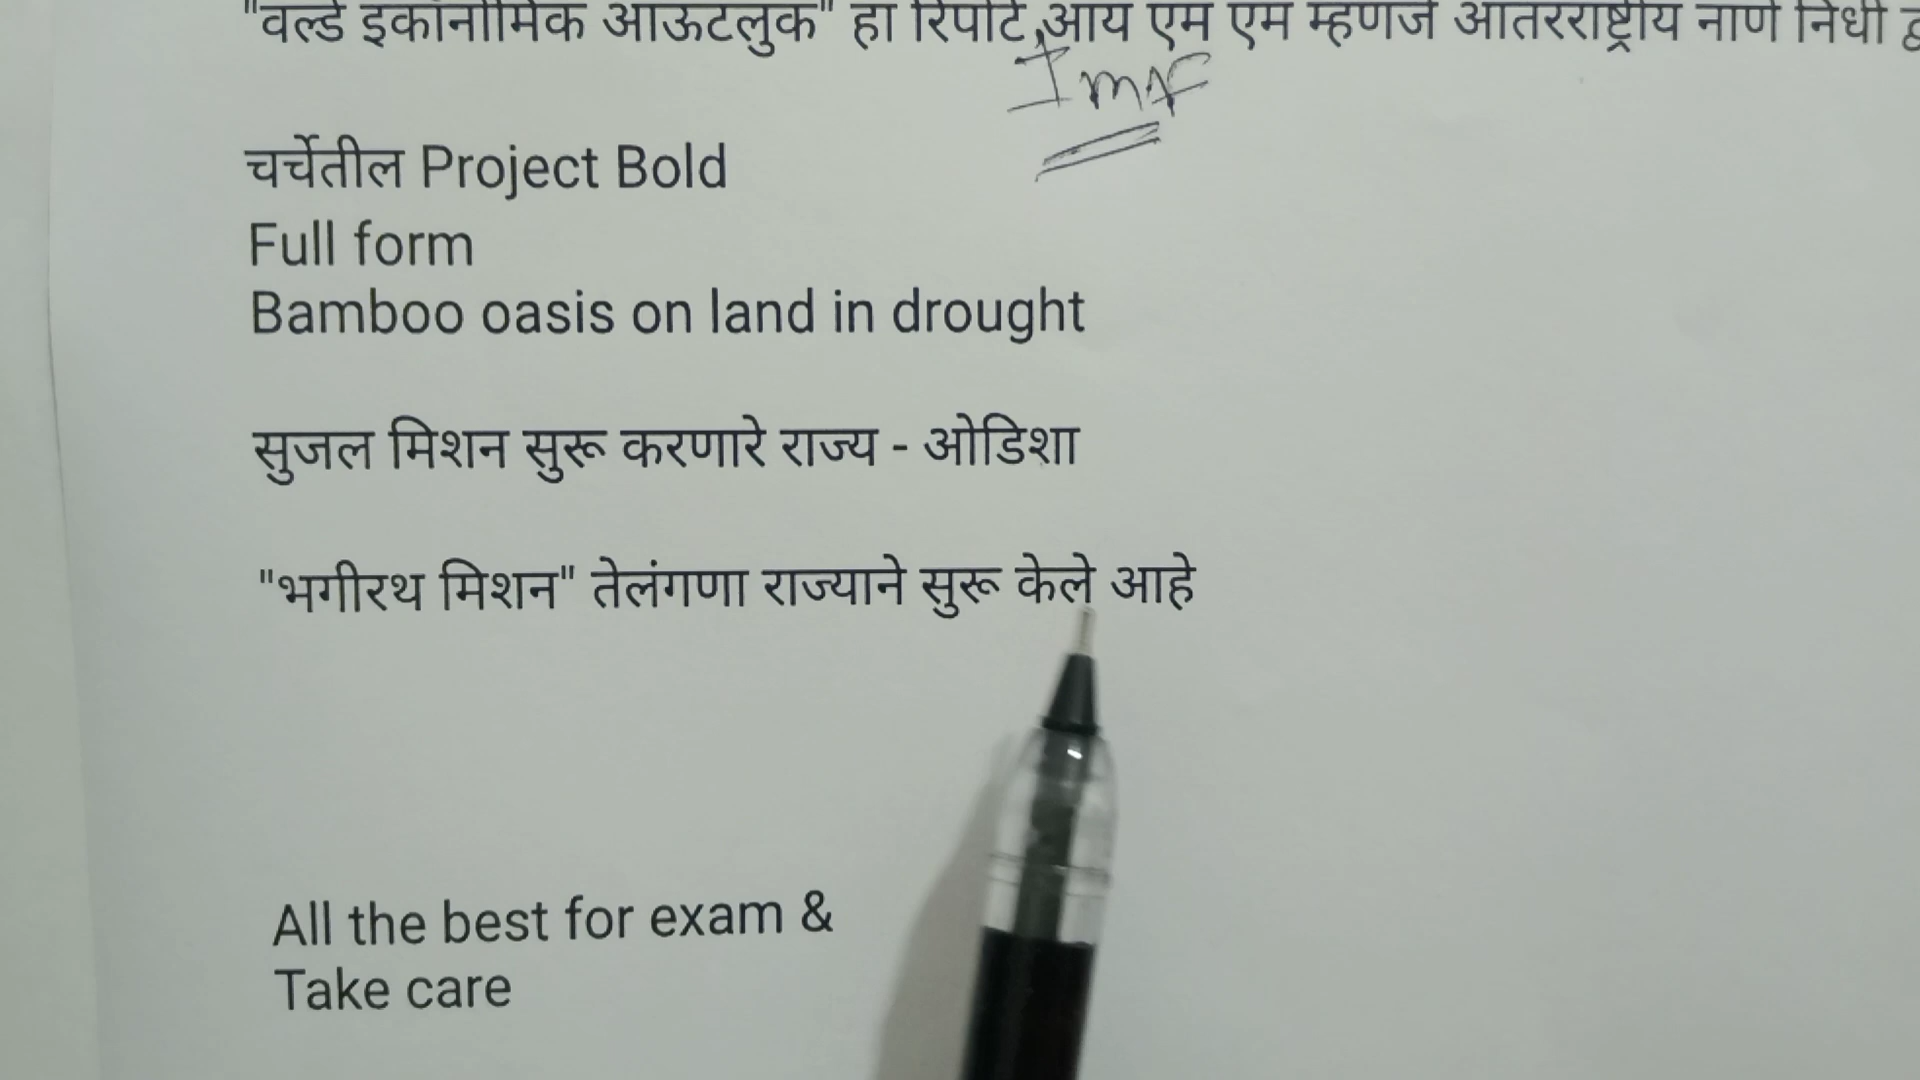 "वर्ल्ड इकॉनॉमिक आऊटलुक" हा रिपोर्ट,आय एम एम म्हणजे आंतरराष्ट्रीय नाणे निधी
Imf
चर्चेतील Project Bold
Full form
Bamboo oasis on land in drought
सुजल मिशन सुरू करणारे राज्य - ओडिशा
"भगीरथ मिशन" तेलंगणा राज्याने सुरू केले आहे
All the best for exam &
Take care